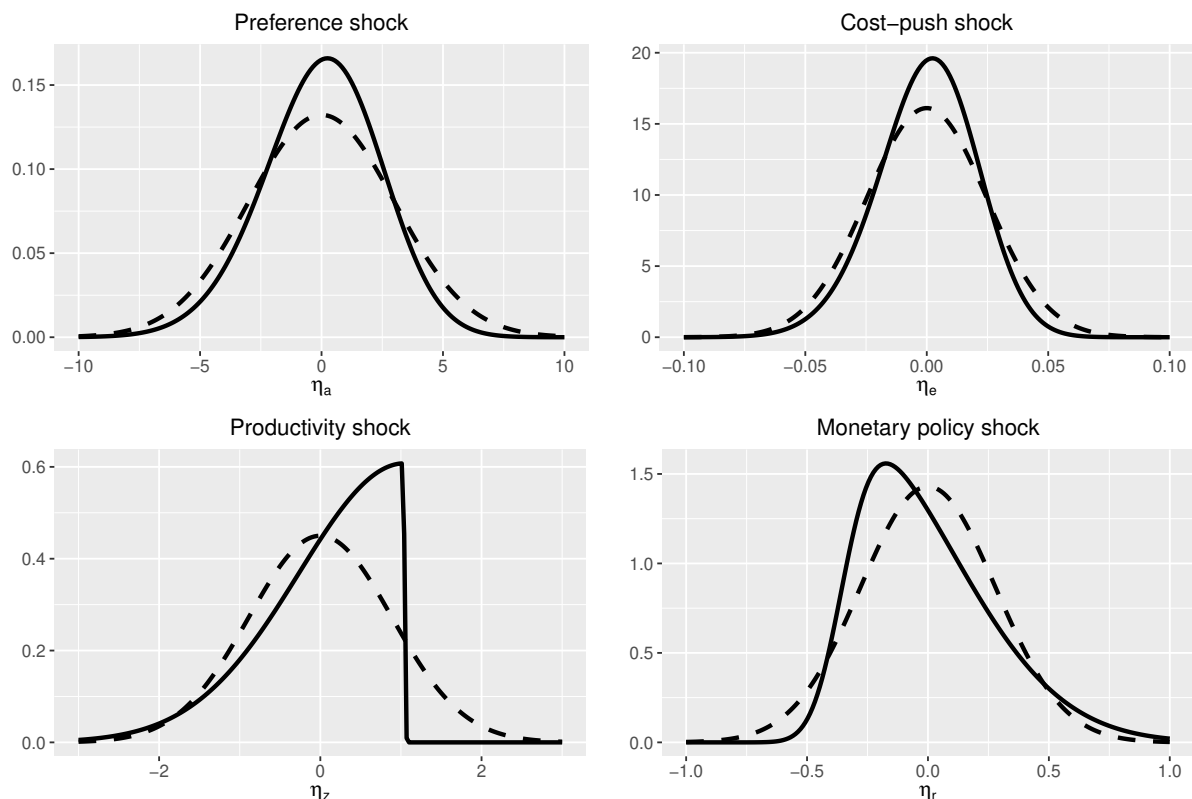 Preference shock
0.15
0.10
0.05
0.00
−10 −5 0 5 10
ηa
Cost−push shock
20
15
10
5
0
−0.10 −0.05 0.00 0.05 0.10
ηe
Productivity shock
0.6
0.4
0.2
0.0
−2 0 2
ηz
Monetary policy shock
1.5
1.0
0.5
0.0
−1.0 −0.5 0.0 0.5 1.0
ηr